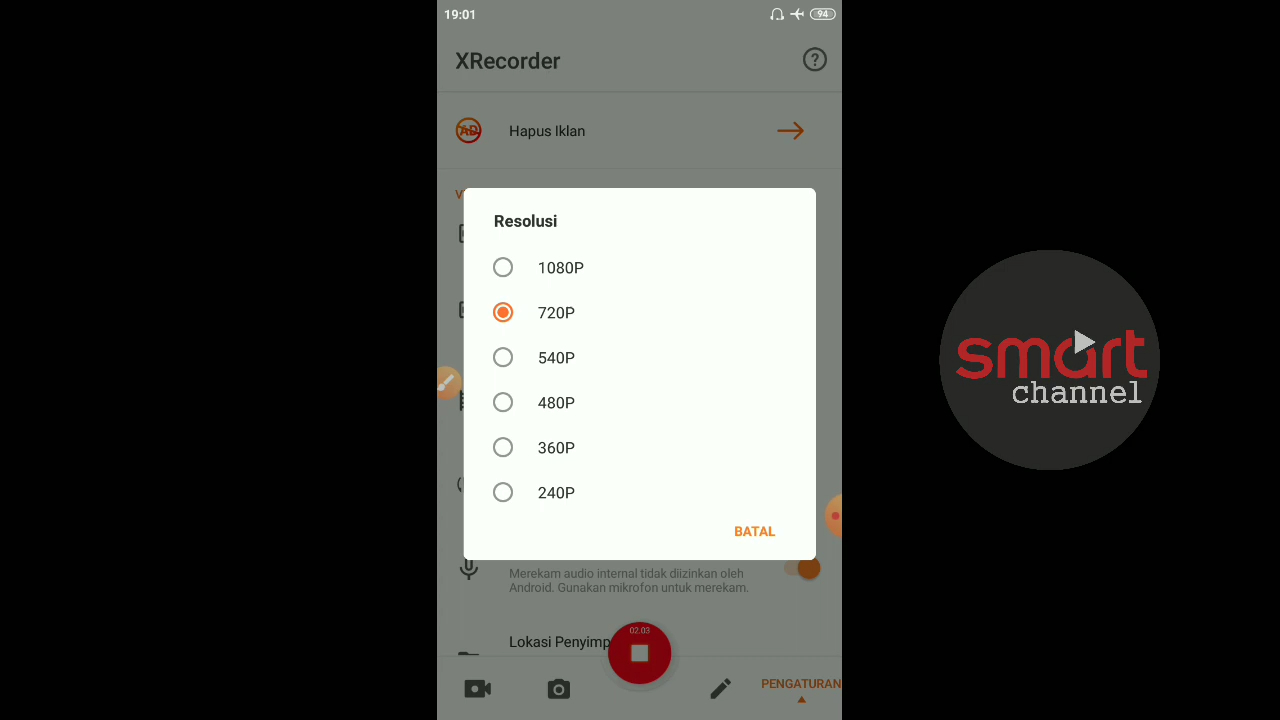 19:01
94
XRecorder
?
AD
Hapus Iklan
Resolusi
1080P
720P
540P
480P
360P
240P
BATAL
Merekam audio internal tidak diizinkan oleh
Android. Gunakan mikrofon untuk merekam.
Lokasi Penyimp
02.03
PENGATURAN
smart
channel